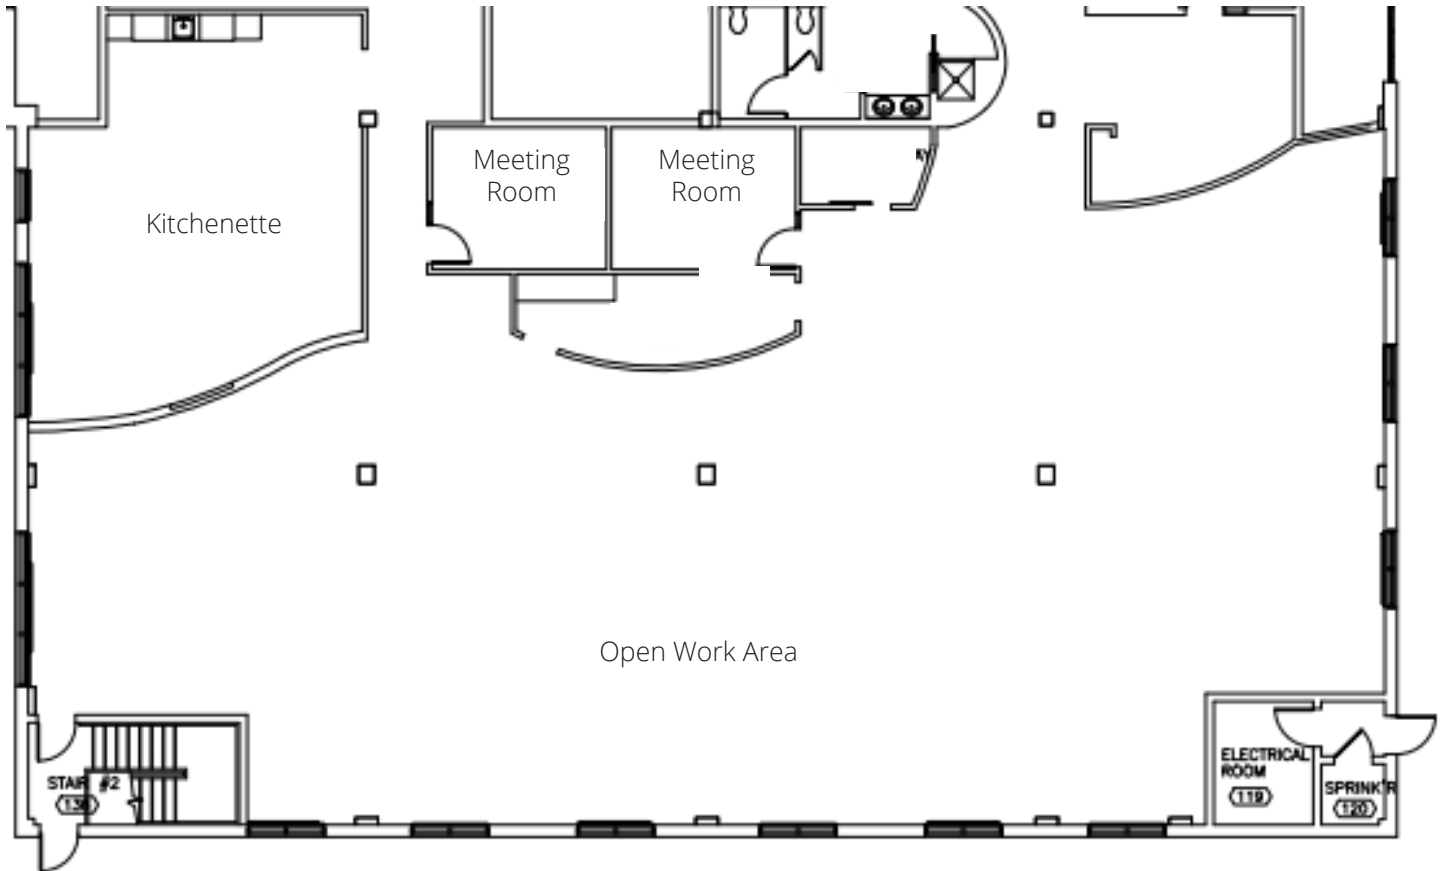 Meeting
Room
Meeting
Room
Kitchenette
Open Work Area
STAIR #2
ELECTRICAL
ROOM
119
SPRINK'R
120